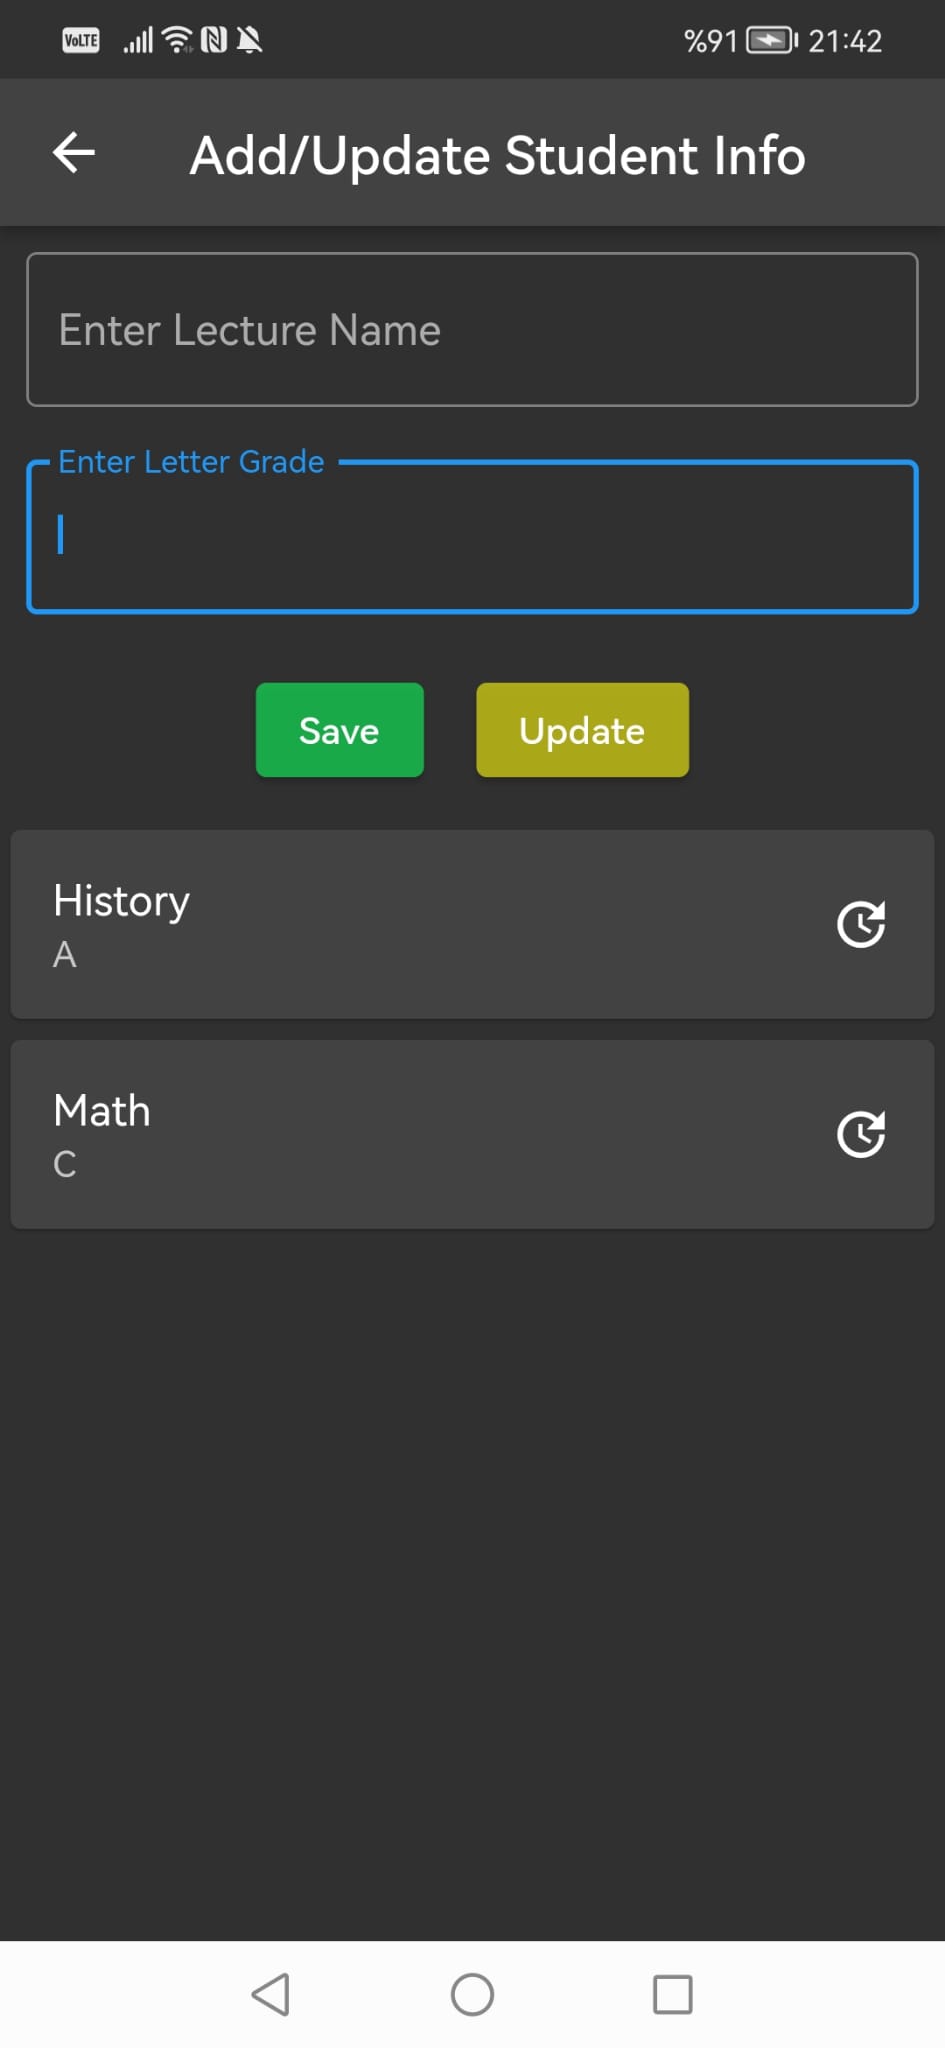 VoLTE %91 21:42
Add/Update Student Info
Enter Lecture Name
Enter Letter Grade
Save Update
History
A
Math
C